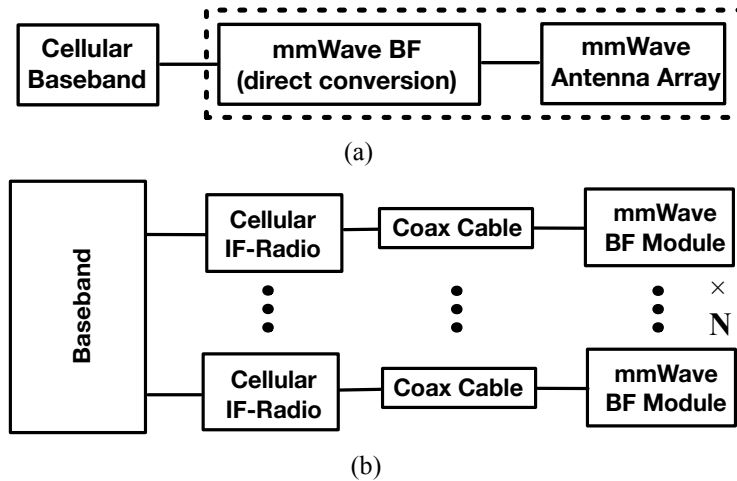 Cellular
Baseband
mmWave BF
(direct conversion)
mmWave
Antenna Array
(a)
Baseband
Cellular
IF-Radio
Coax Cable
mmWave
BF Module
×
N
Cellular
IF-Radio
Coax Cable
mmWave
BF Module
(b)